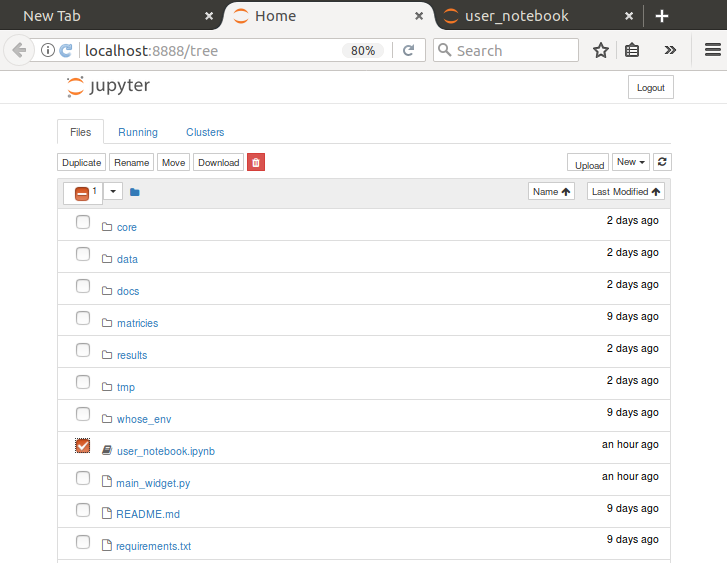 New Tab Home user_notebook
localhost:8888/tree 80% Search
jupyter Logout
Files Running Clusters
Duplicate Rename Move Download Upload New
1 Name Last Modified
core 2 days ago
data 2 days ago
docs 2 days ago
matricies 9 days ago
results 2 days ago
tmp 2 days ago
whose_env 9 days ago
user_notebook.ipynb an hour ago
main_widget.py an hour ago
README.md 9 days ago
requirements.txt 9 days ago